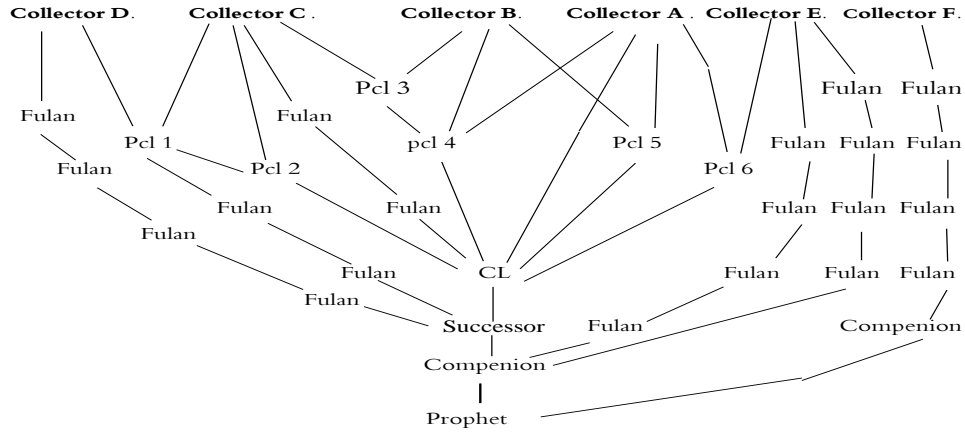 Collector D. Collector C. Collector B. Collector A. Collector E. Collector F.
Pcl 3 Fulan Fulan
Fulan Fulan
Pcl 1 pcl 4 Pcl 5 Fulan Fulan Fulan
Fulan Pcl 2 Pcl 6
Fulan Fulan Fulan Fulan Fulan
Fulan
Fulan CL Fulan Fulan Fulan
Fulan
Successor Fulan Compenion
Compenion
Prophet